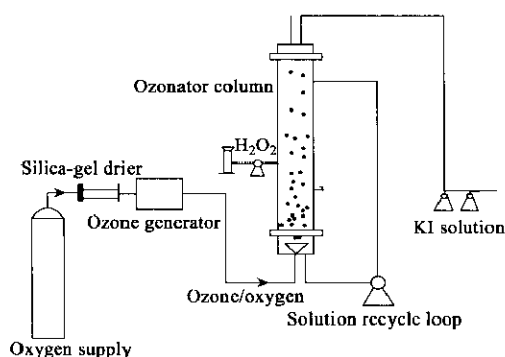 Ozonator column
H2O2
Silica-gel drier
Ozone generator
KI solution
Ozone/oxygen
Solution recycle loop
Oxygen supply